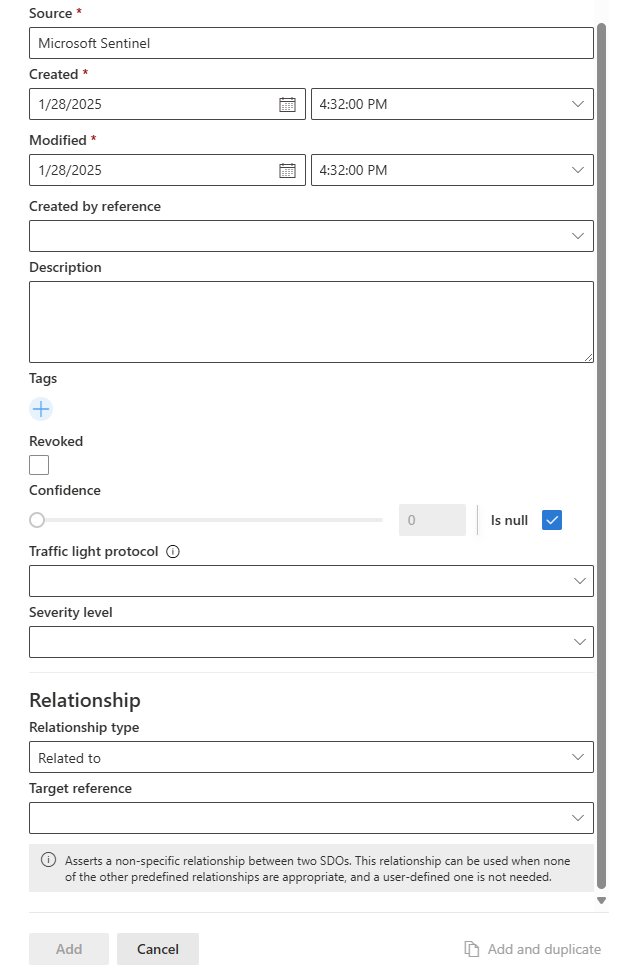 Source *
Microsoft Sentinel
Created *
1/28/2025
4:32:00 PM
Modified *
1/28/2025
4:32:00 PM
Created by reference
Description
Tags
Revoked
Confidence
0
Is null
Traffic light protocol
Severity level
Relationship
Relationship type
Related to
Target reference
Asserts a non-specific relationship between two SDOs. This relationship can be used when none
of the other predefined relationships are appropriate, and a user-defined one is not needed.
Add
Cancel
Add and duplicate